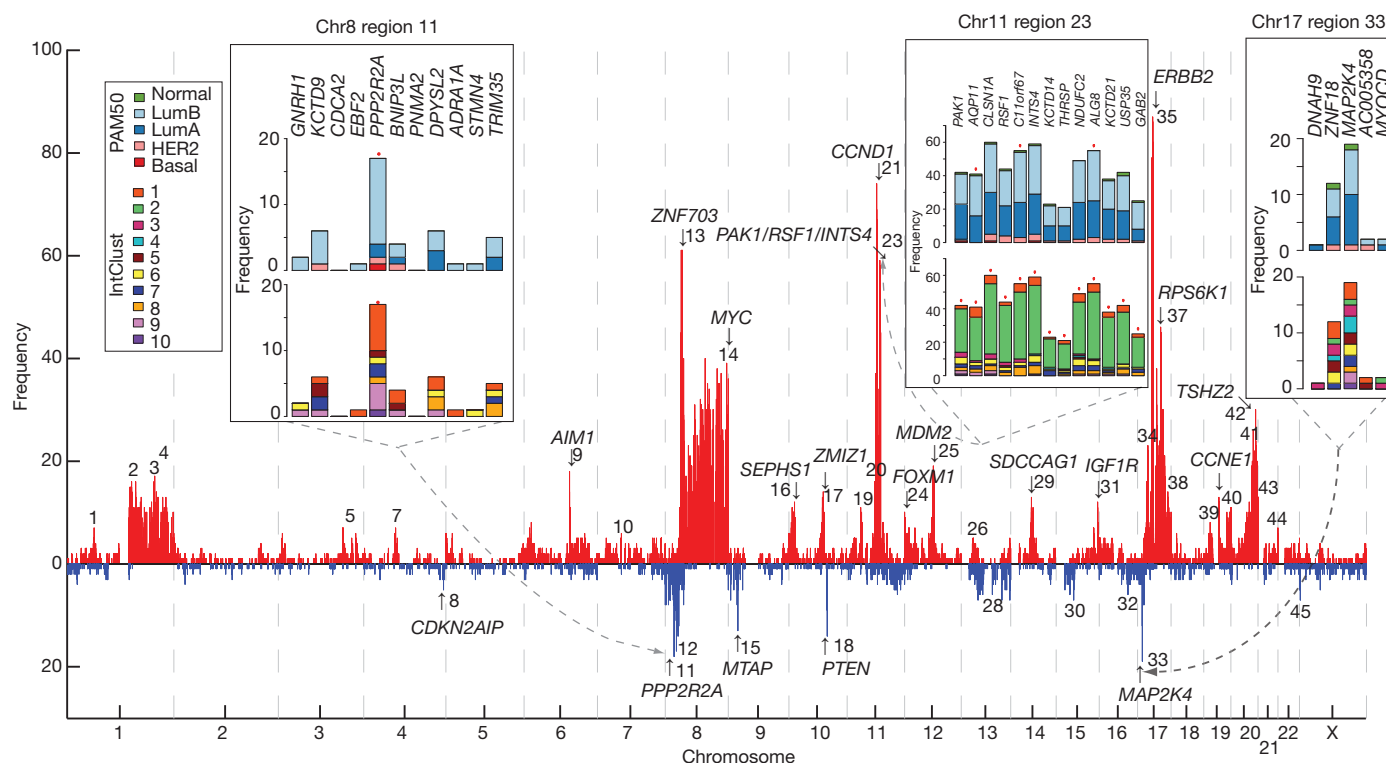 Chr8 region 11
Chr11 region 23
Chr17 region 33
100
80
60
40
20
0
20
Frequency
PAM50
Normal
LumB
LumA
HER2
Basal
IntClust
1
2
3
4
5
6
7
8
9
10
GNRH1
KCTD9
CDCA2
EBF2
PPP2R2A
BNIP3L
PNMA2
DPYSL2
ADRA1A
STMN4
TRIM35
Frequency
20
10
0
20
10
0
PAK1
AQP11
CLSN1A
RSF1
C11orf67
INTS4
KCTD14
THRSP
NDUFC2
ALG8
KCTD21
USP35
GAB2
Frequency
60
40
20
0
60
40
20
0
DNAH9
ZNF18
MAP2K4
AC005358
MYOCD
Frequency
20
10
0
20
10
0
ERBB2
35
CCND1
21
ZNF703
13
PAK1/RSF1/INTS4
23
RPS6K1
37
MYC
14
TSHZ2
42
AIM1
9
MDM2
25
34
41
SEPHS1
16
ZMIZ1
17
20
FOXM1
24
SDCCAG1
29
IGF1R
31
CCNE1
1
2
3
4
5
7
10
19
26
38
39
40
43
44
8
CDKN2AIP
12
11
PPP2R2A
15
MTAP
18
PTEN
28
30
32
33
MAP2K4
45
1
2
3
4
5
6
7
8
9
10
11
12
13
14
15
16
17
18
19
20
21
22
X
Chromosome